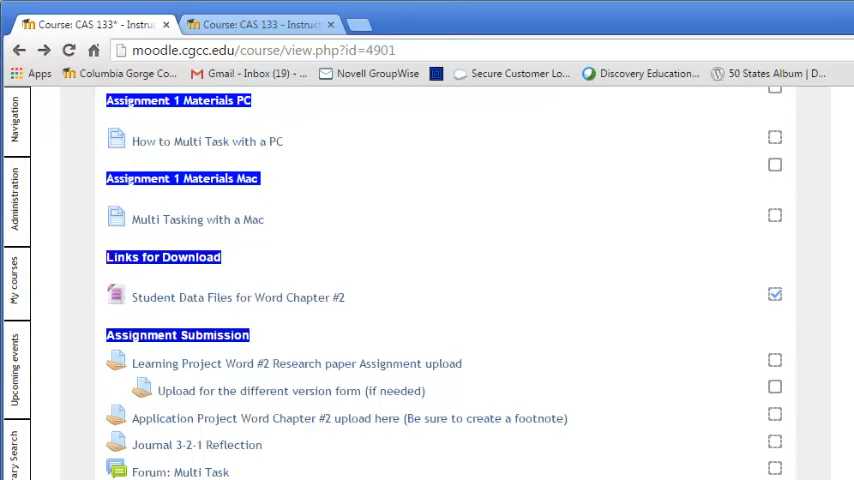 Course: CAS 133* - Instruc
Course: CAS 133 - Instruct
moodle.cgcc.edu/course/view.php?id=4901
Apps
Columbia Gorge Co...
Gmail - Inbox (19) - ...
Novell GroupWise
Secure Customer Lo...
Discovery Education...
50 States Album | D...
Navigation
Administration
My courses
Upcoming events
ary Search
Assignment 1 Materials PC
How to Multi Task with a PC
Assignment 1 Materials Mac
Multi Tasking with a Mac
Links for Download
Student Data Files for Word Chapter #2
Assignment Submission
Learning Project Word #2 Research paper Assignment upload
Upload for the different version form (if needed)
Application Project Word Chapter #2 upload here (Be sure to create a footnote)
Journal 3-2-1 Reflection
Forum: Multi Task